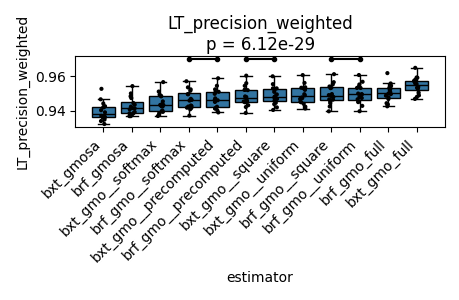 LT_precision_weighted
p = 6.12e-29
LT_precision_weighted
0.96
0.94
bxt_gmosa
brf_gmosa
bxt_gmo__softmax
brf_gmo__softmax
bxt_gmo__precomputed
brf_gmo__precomputed
bxt_gmo__square
bxt_gmo__uniform
brf_gmo__square
brf_gmo__uniform
brf_gmo_full
bxt_gmo_full
estimator